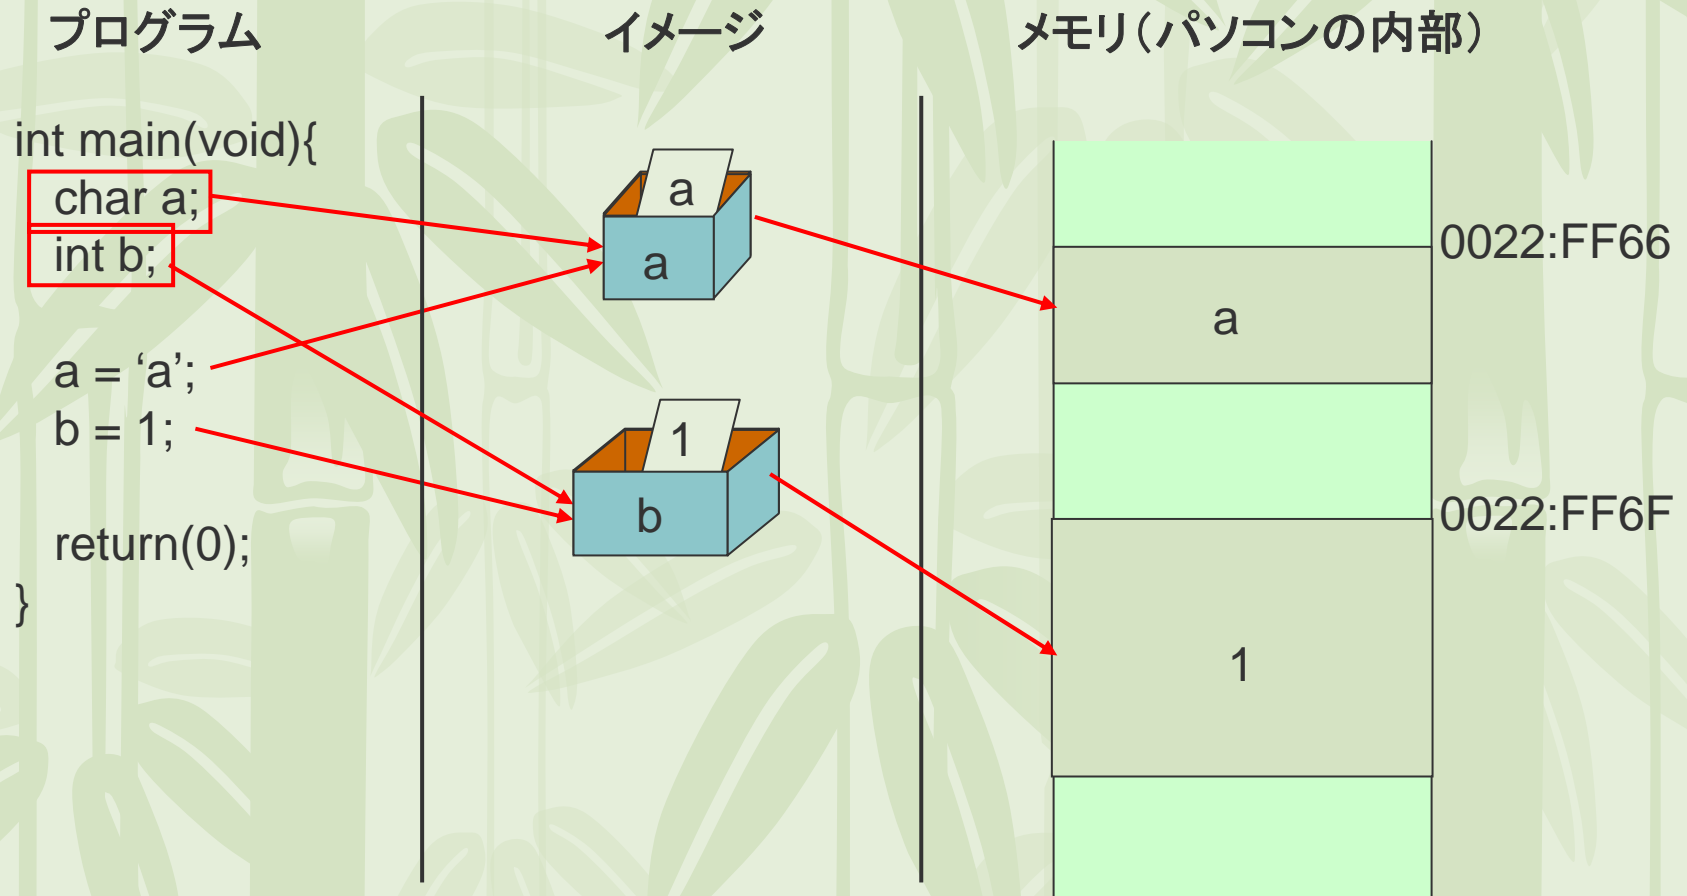 プログラム
イメージ
メモリ（パソコンの内部）
int main(void){
char a;
int b;
a = ‘a’;
b = 1;
return(0);
}
a
a
1
b
0022:FF66
a
0022:FF6F
1